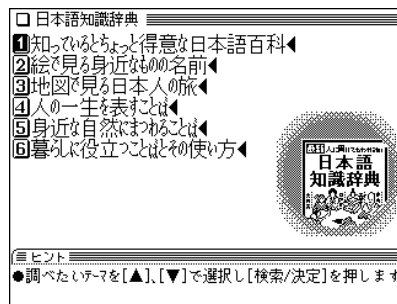 日本語知識辞典
1知っているとちょっと得意な日本語百科◀
2絵で見る身近なものの名前◀
3地図で見る日本人の旅◀
4人の一生を表すことば◀
5身近な自然にまつわることば◀
6暮らしに役立つことばとその使い方◀
日本語
知識辞典
ヒント
●調べたいテーマを[▲]、[▼]で選択し[検索/決定]を押します